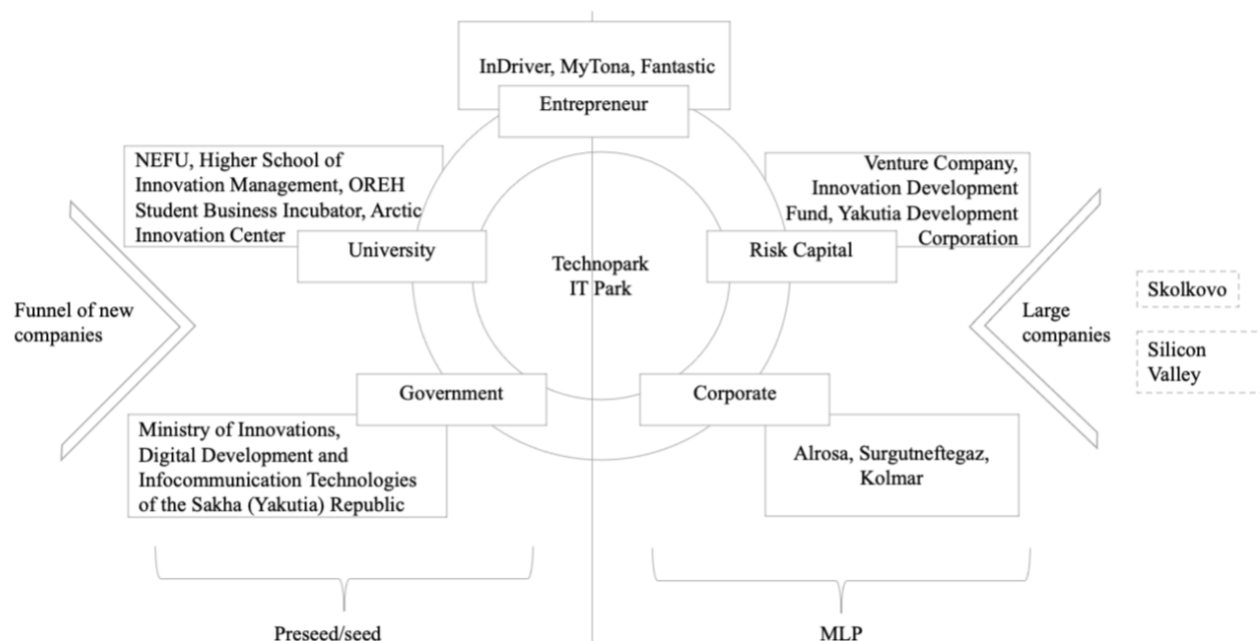 InDriver, MyTona, Fantastic
Entrepreneur
NEFU, Higher School of
Innovation Management, OREH
Student Business Incubator, Arctic
Innovation Center
University
Venture Company,
Innovation Development
Fund, Yakutia Development
Corporation
Risk Capital
Technopark
IT Park
Funnel of new
companies
Large
companies
Skolkovo
Silicon
Valley
Government
Ministry of Innovations,
Digital Development and
Infocommunication Technologies
of the Sakha (Yakutia) Republic
Corporate
Alrosa, Surgutneftegaz,
Kolmar
Preseed/seed
MLP